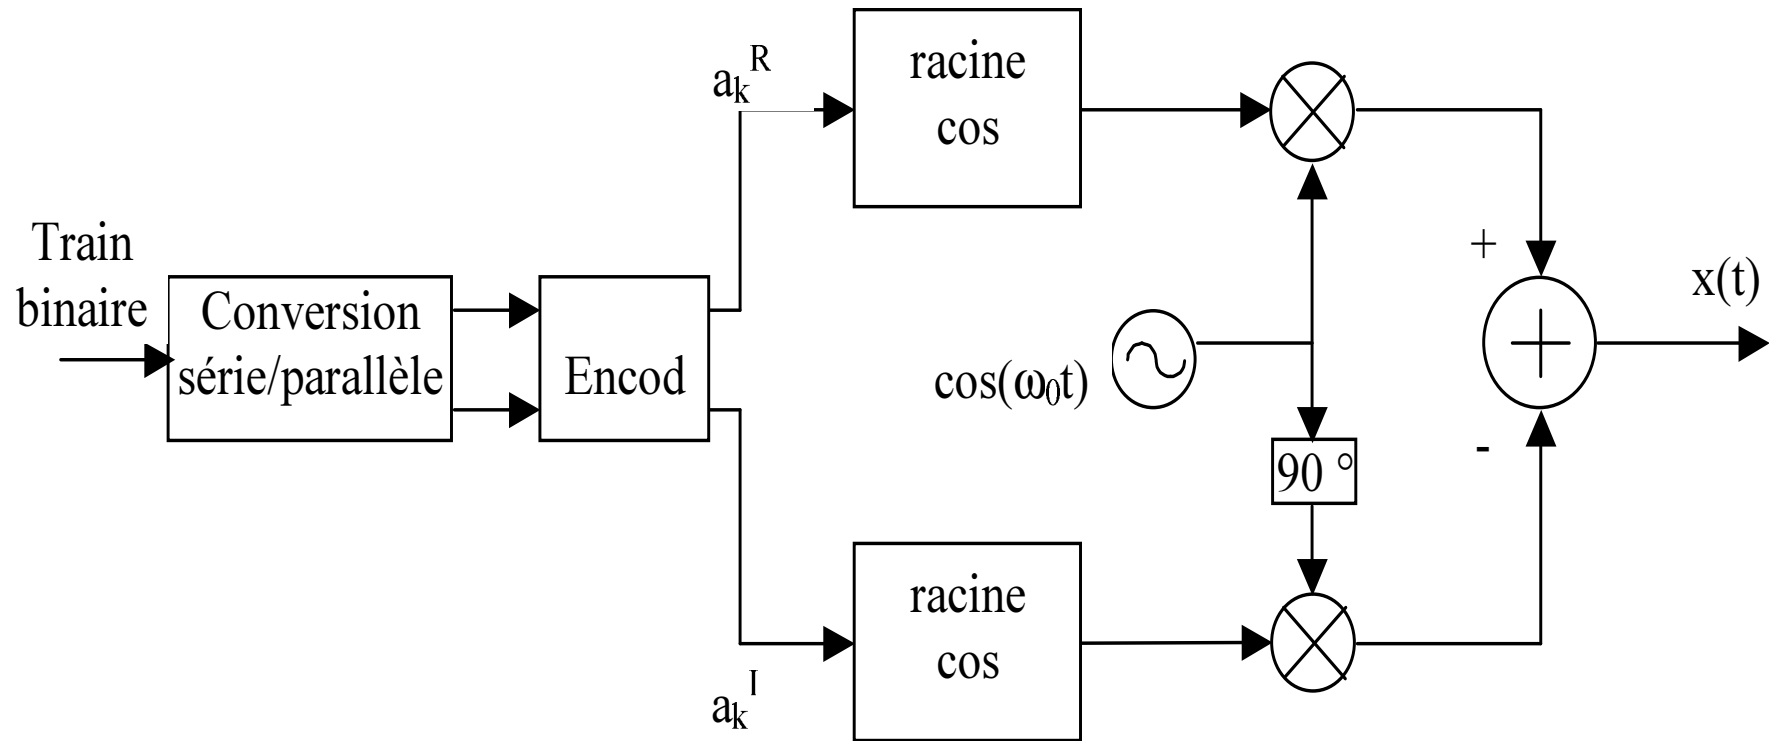 Train
binaire
Conversion
série/parallèle
Encod
a_k^R
racine
cos
cos(ω₀t)
90 °
+
-
x(t)
a_k^I
racine
cos